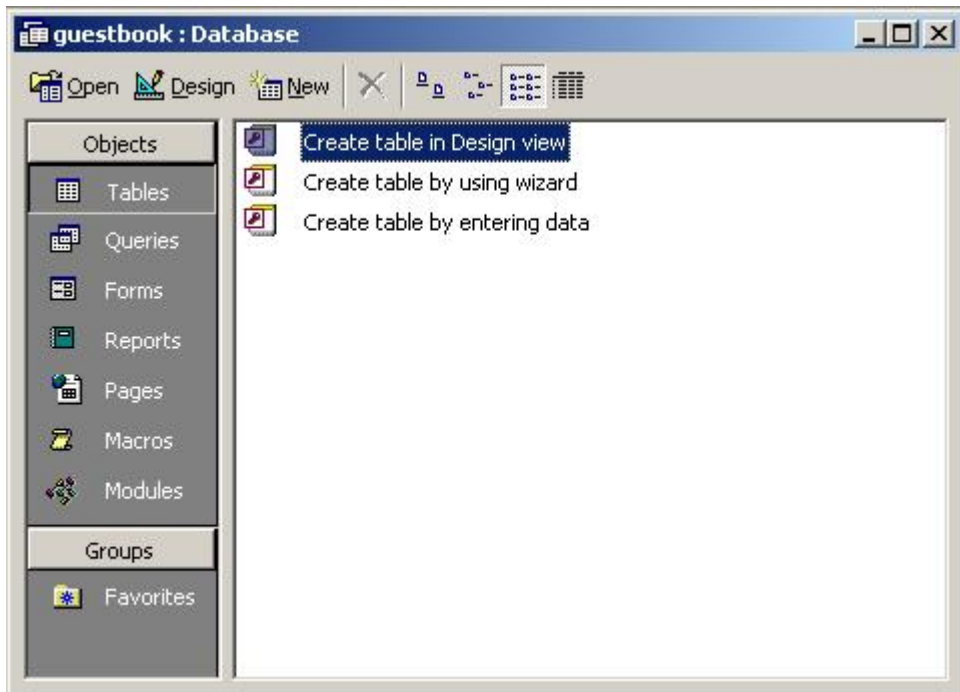 guestbook : Database
Open Design New
Objects
Tables
Queries
Forms
Reports
Pages
Macros
Modules
Groups
Favorites
Create table in Design view
Create table by using wizard
Create table by entering data